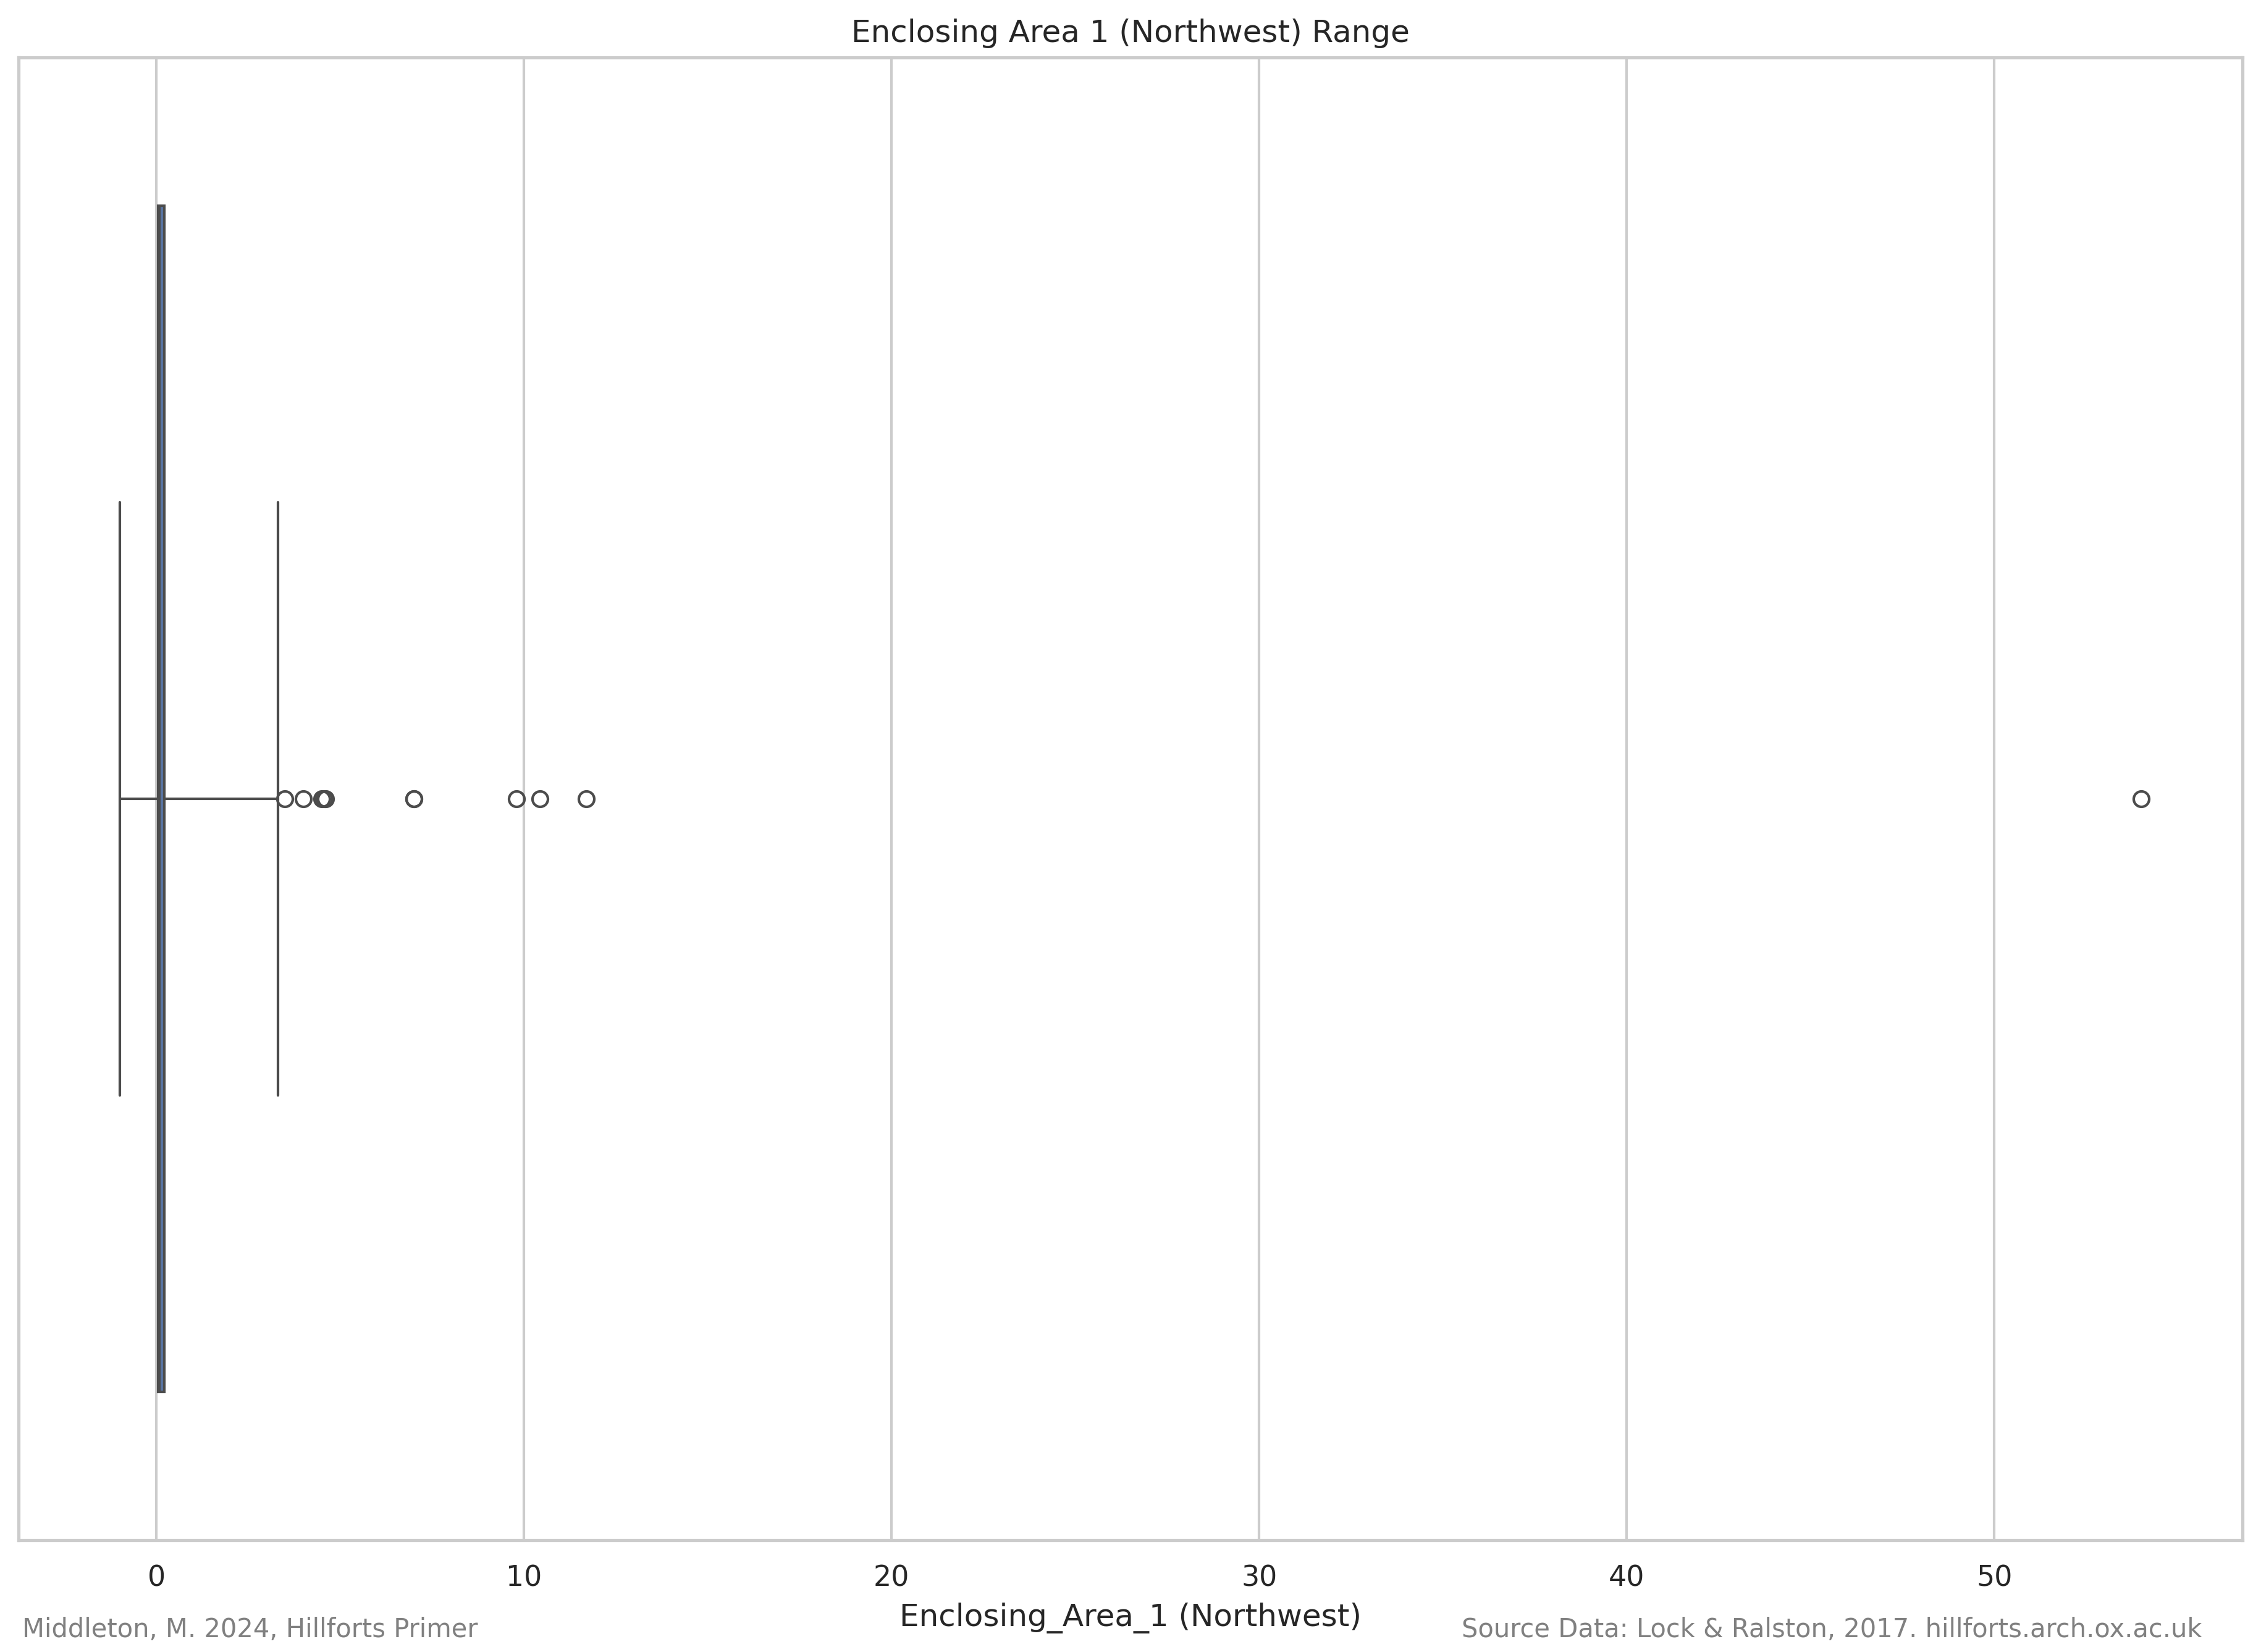 Enclosing Area 1 (Northwest) Range
0 10 20 30 40 50
Enclosing_Area_1 (Northwest)
Middleton, M. 2024, Hillforts Primer
Source Data: Lock & Ralston, 2017. hillforts.arch.ox.ac.uk